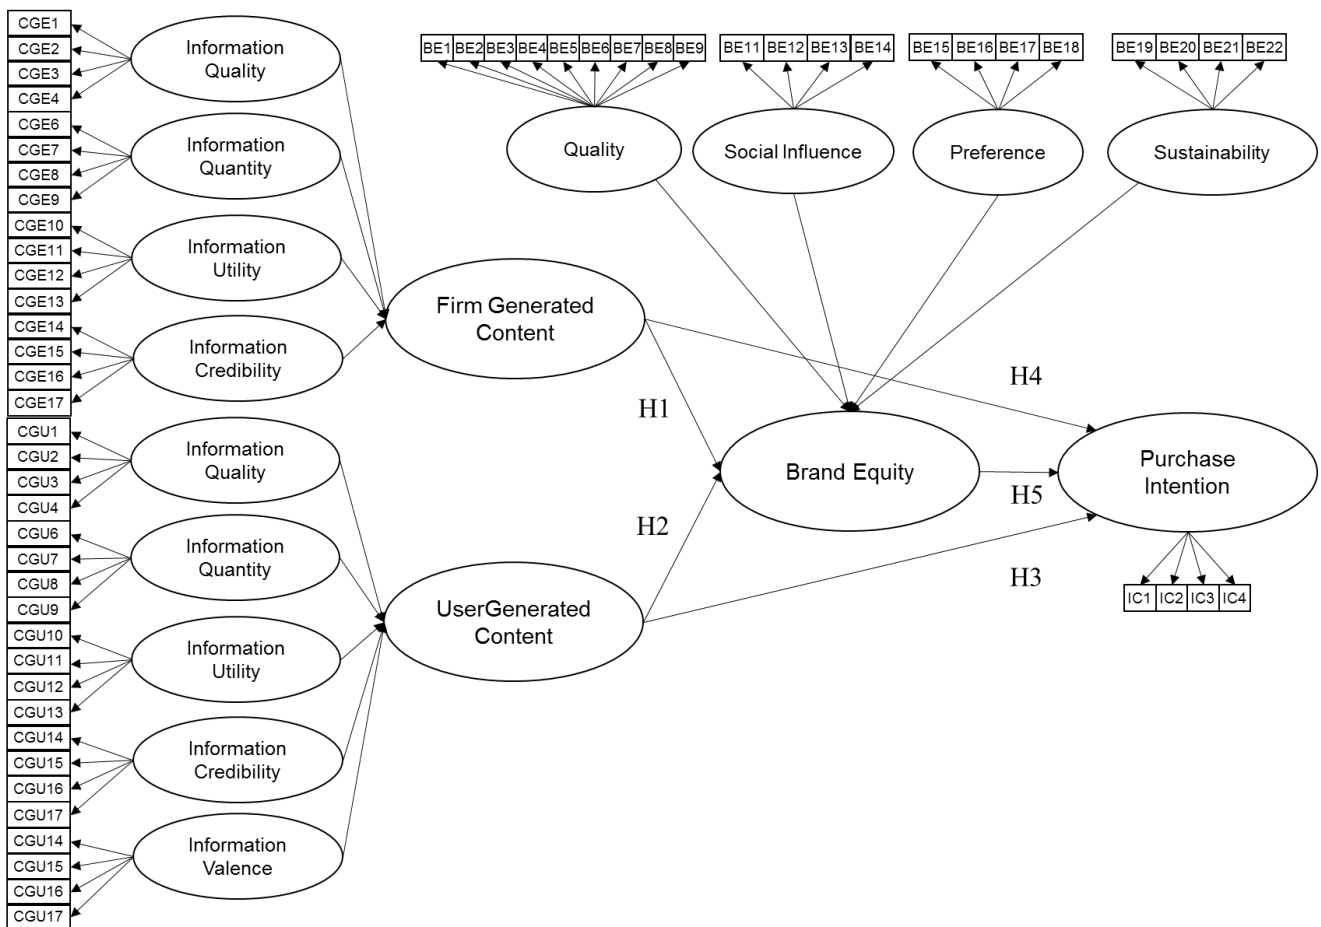 CGE1
CGE2
CGE3
CGE4
CGE6
CGE7
CGE8
CGE9
CGE10
CGE11
CGE12
CGE13
CGE14
CGE15
CGE16
CGE17
CGU1
CGU2
CGU3
CGU4
CGU6
CGU7
CGU8
CGU9
CGU10
CGU11
CGU12
CGU13
CGU14
CGU15
CGU16
CGU17
CGU14
CGU15
CGU16
CGU17
Information
Quality
Information
Quantity
Information
Utility
Information
Credibility
Information
Quality
Information
Quantity
Information
Utility
Information
Credibility
Information
Valence
BE1 BE2 BE3 BE4 BE5 BE6 BE7 BE8 BE9
BE11 BE12 BE13 BE14
BE15 BE16 BE17 BE18
BE19 BE20 BE21 BE22
Quality
Social Influence
Preference
Sustainability
Firm Generated
Content
UserGenerated
Content
H1
H2
Brand Equity
H4
H5
H3
Purchase
Intention
IC1 IC2 IC3 IC4